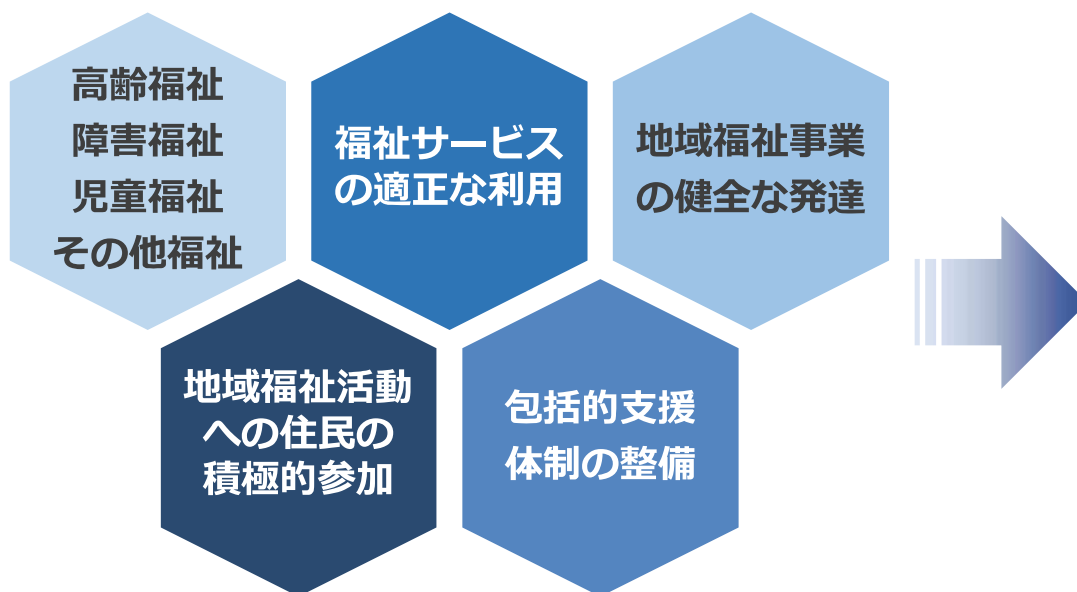 高齢福祉
障害福祉
児童福祉
その他福祉
福祉サービス
の適正な利用
地域福祉事業
の健全な発達
地域福祉活動
への住民の
積極的参加
包括的支援
体制の整備